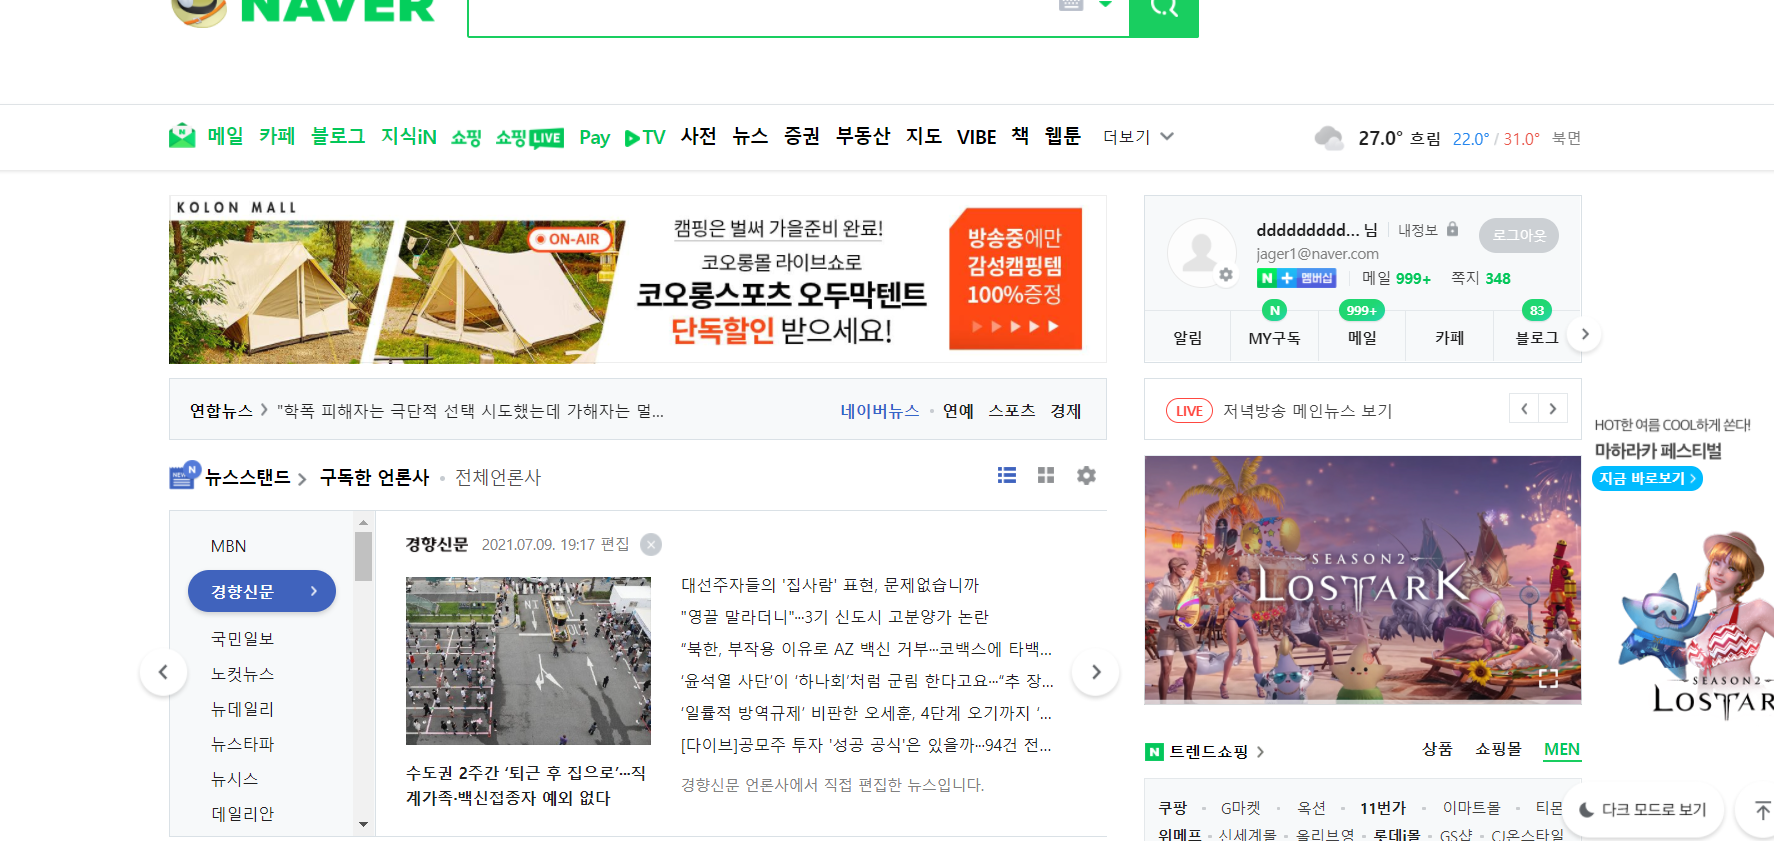 NAVER
메일 카페 블로그 지식iN 쇼핑 쇼핑LIVE Pay TV 사전 뉴스 증권 부동산 지도 VIBE 책 웹툰 더보기
27.0° 흐림 22.0° / 31.0° 북면
KOLON MALL
ON-AIR
캠핑은 벌써 가을준비 완료!
코오롱몰 라이브쇼로
코오롱스포츠 오두막텐트
단독할인 받으세요!
방송중에만
감성캠핑템
100%증정
ddddddddd... 님 내정보 로그아웃
jager1@naver.com
N + 멤버십 메일 999+ 쪽지 348
N 999+ 83
알림 MY구독 메일 카페 블로그
연합뉴스 > "학폭 피해자는 극단적 선택 시도했는데 가해자는 멀...
네이버뉴스 연예 스포츠 경제
LIVE 저녁방송 메인뉴스 보기
HOT한 여름 COOL하게 쏜다!
마하라카 페스티벌
지금 바로보기 >
NEW N 뉴스스탠드 > 구독한 언론사 전체언론사
MBN
경향신문
국민일보
노컷뉴스
뉴데일리
뉴스타파
뉴시스
데일리안
경향신문 2021.07.09. 19:17 편집
수도권 2주간 ‘퇴근 후 집으로’…직
계가족·백신접종자 예외 없다
대선주자들의 '집사람' 표현, 문제없습니까
"영끌 말라더니"…3기 신도시 고분양가 논란
“북한, 부작용 이유로 AZ 백신 거부…코백스에 타백...
‘윤석열 사단’이 ‘하나회’처럼 군림 한다고요…“추 장...
‘일률적 방역규제’ 비판한 오세훈, 4단계 오기까지 ‘...
[다이브]공모주 투자 '성공 공식'은 있을까…94건 전...
경향신문 언론사에서 직접 편집한 뉴스입니다.
SEASON2
LOSTARK
SEASON2
LOSTARK
N 트렌드쇼핑 > 상품 쇼핑몰 MEN
쿠팡 G마켓 옥션 11번가 이마트몰 티몬
위메프 신세계몰 올리브영 롯데i몰 GS샵 CJ온스타일
다크 모드로 보기